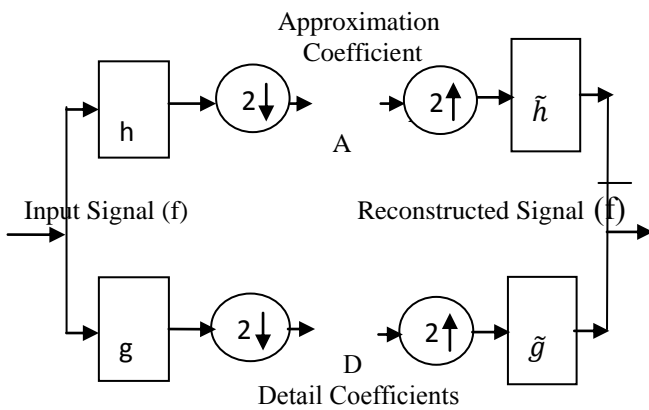 Approximation
Coefficient
h
2↓
2↑
h̃
A
Input Signal (f)
Reconstructed Signal (f̅)
g
2↓
2↑
g̃
D
Detail Coefficients